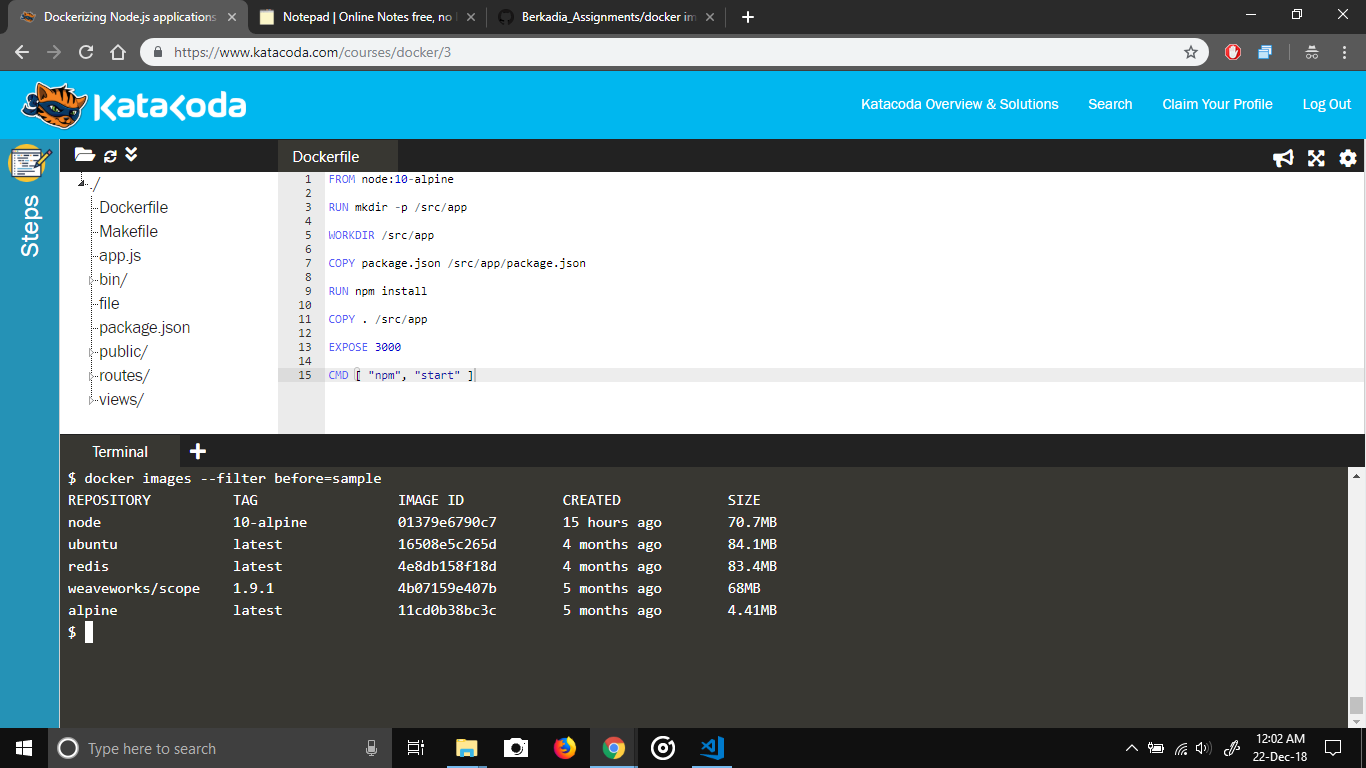 Dockerizing Node.js applications
Notepad | Online Notes free, no
Berkadia_Assignments/docker im
https://www.katacoda.com/courses/docker/3
KataKoda
Katacoda Overview & Solutions
Search
Claim Your Profile
Log Out
Steps
./
Dockerfile
Makefile
app.js
bin/
file
package.json
public/
routes/
views/
Dockerfile
1 FROM node:10-alpine
2
3 RUN mkdir -p /src/app
4
5 WORKDIR /src/app
6
7 COPY package.json /src/app/package.json
8
9 RUN npm install
10
11 COPY . /src/app
12
13 EXPOSE 3000
14
15 CMD [ "npm", "start" ]
Terminal
$ docker images --filter before=sample
REPOSITORY TAG IMAGE ID CREATED SIZE
node 10-alpine 01379e6790c7 15 hours ago 70.7MB
ubuntu latest 16508e5c265d 4 months ago 84.1MB
redis latest 4e8db158f18d 4 months ago 83.4MB
weaveworks/scope 1.9.1 4b07159e407b 5 months ago 68MB
alpine latest 11cd0b38bc3c 5 months ago 4.41MB
$
Type here to search
12:02 AM
22-Dec-18